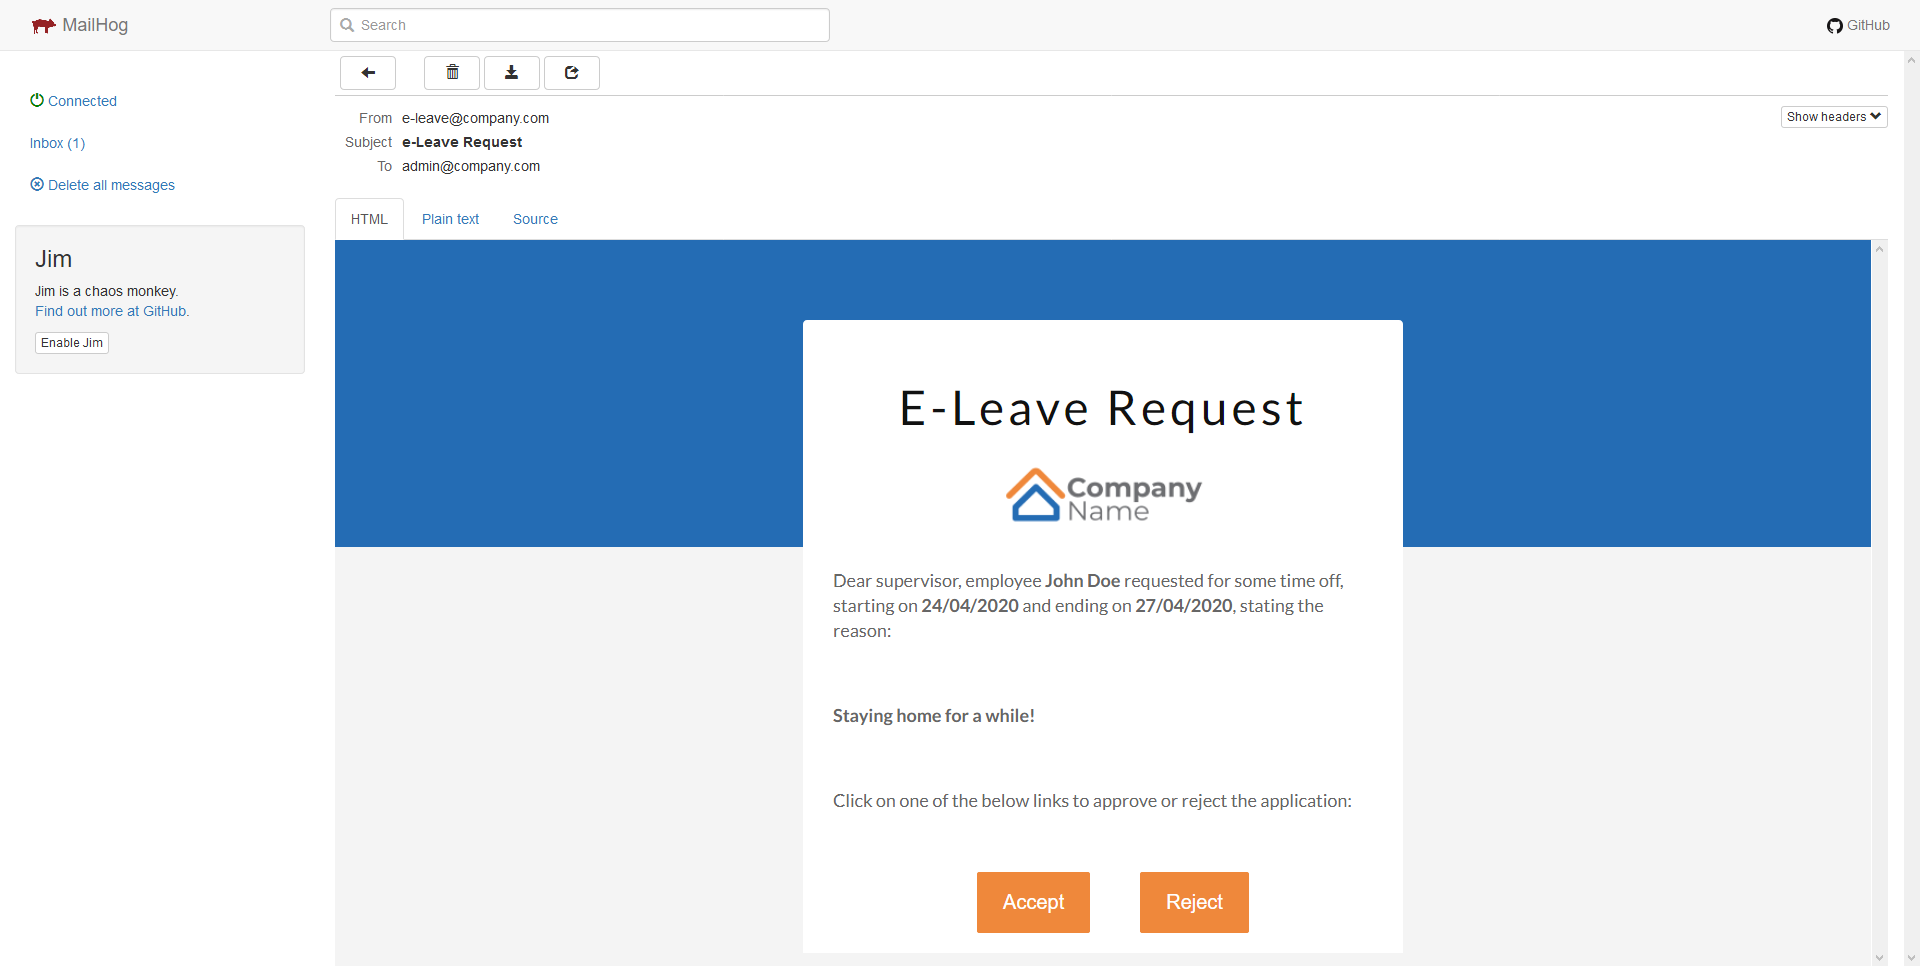 MailHog
Search
GitHub
Connected
Inbox (1)
Delete all messages
Jim
Jim is a chaos monkey.
Find out more at GitHub.
Enable Jim
From e-leave@company.com
Show headers
Subject e-Leave Request
To admin@company.com
HTML Plain text Source
E-Leave Request
Company
Name
Dear supervisor, employee John Doe requested for some time off,
starting on 24/04/2020 and ending on 27/04/2020, stating the
reason:
Staying home for a while!
Click on one of the below links to approve or reject the application:
Accept Reject